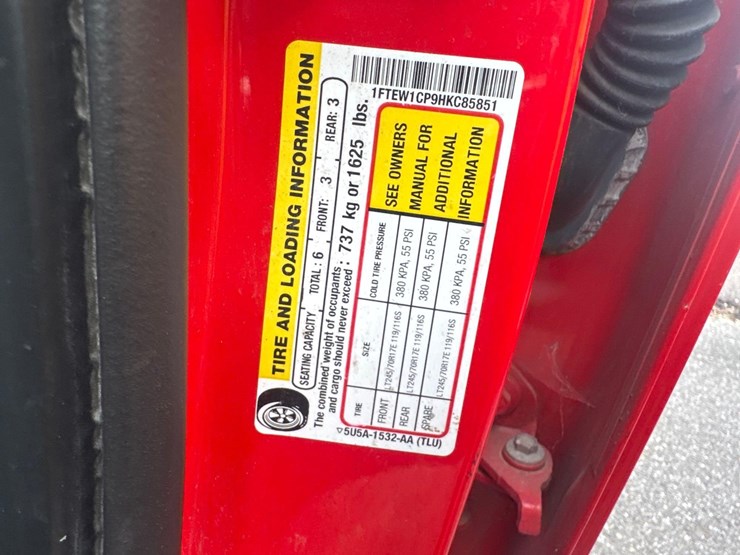 TIRE AND LOADING INFORMATION
SEATING CAPACITY TOTAL: 6 FRONT: 3 REAR: 3
The combined weight of occupants
and cargo should never exceed: 737 kg or 1625 lbs.
TIRE SIZE COLD TIRE PRESSURE
FRONT LT245/70R17E 119/116S 380 KPA, 55 PSI
REAR LT245/70R17E 119/116S 380 KPA, 55 PSI
SPARE LT245/70R17E 119/116S 380 KPA, 55 PSI
SEE OWNERS
MANUAL FOR
ADDITIONAL
INFORMATION
5U5A-1532-AA (TLU)
1FTEW1CP9HKC85851